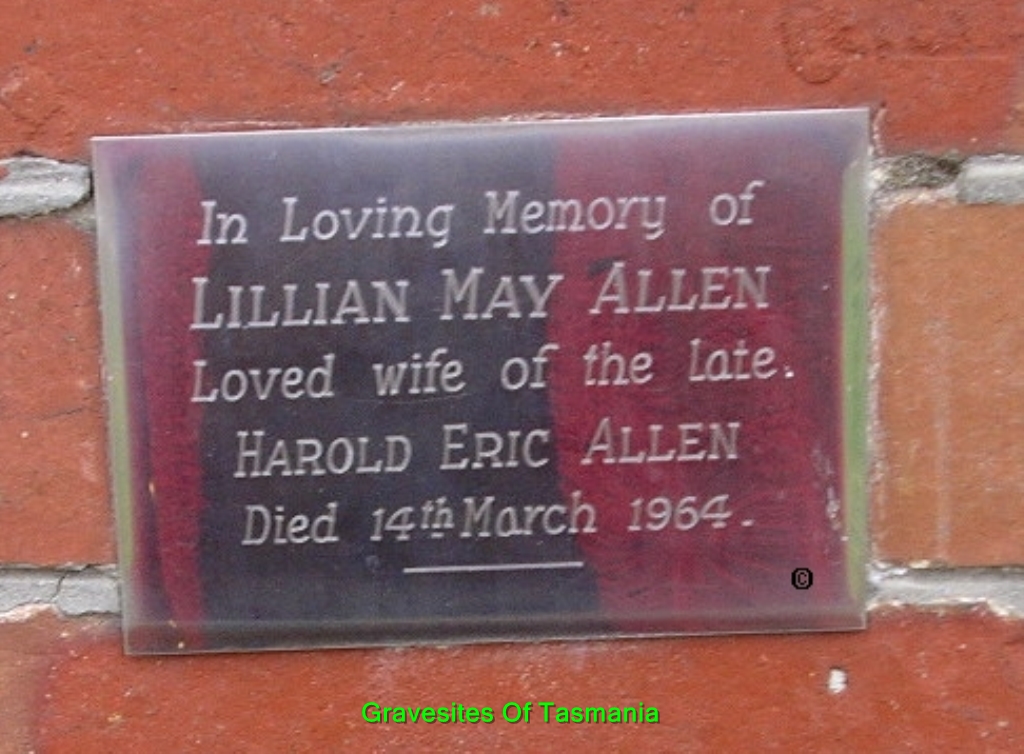 In Loving Memory of
LILLIAN MAY ALLEN
Loved wife of the late.
HAROLD ERIC ALLEN
Died 14th March 1964.
©
Gravesites Of Tasmania